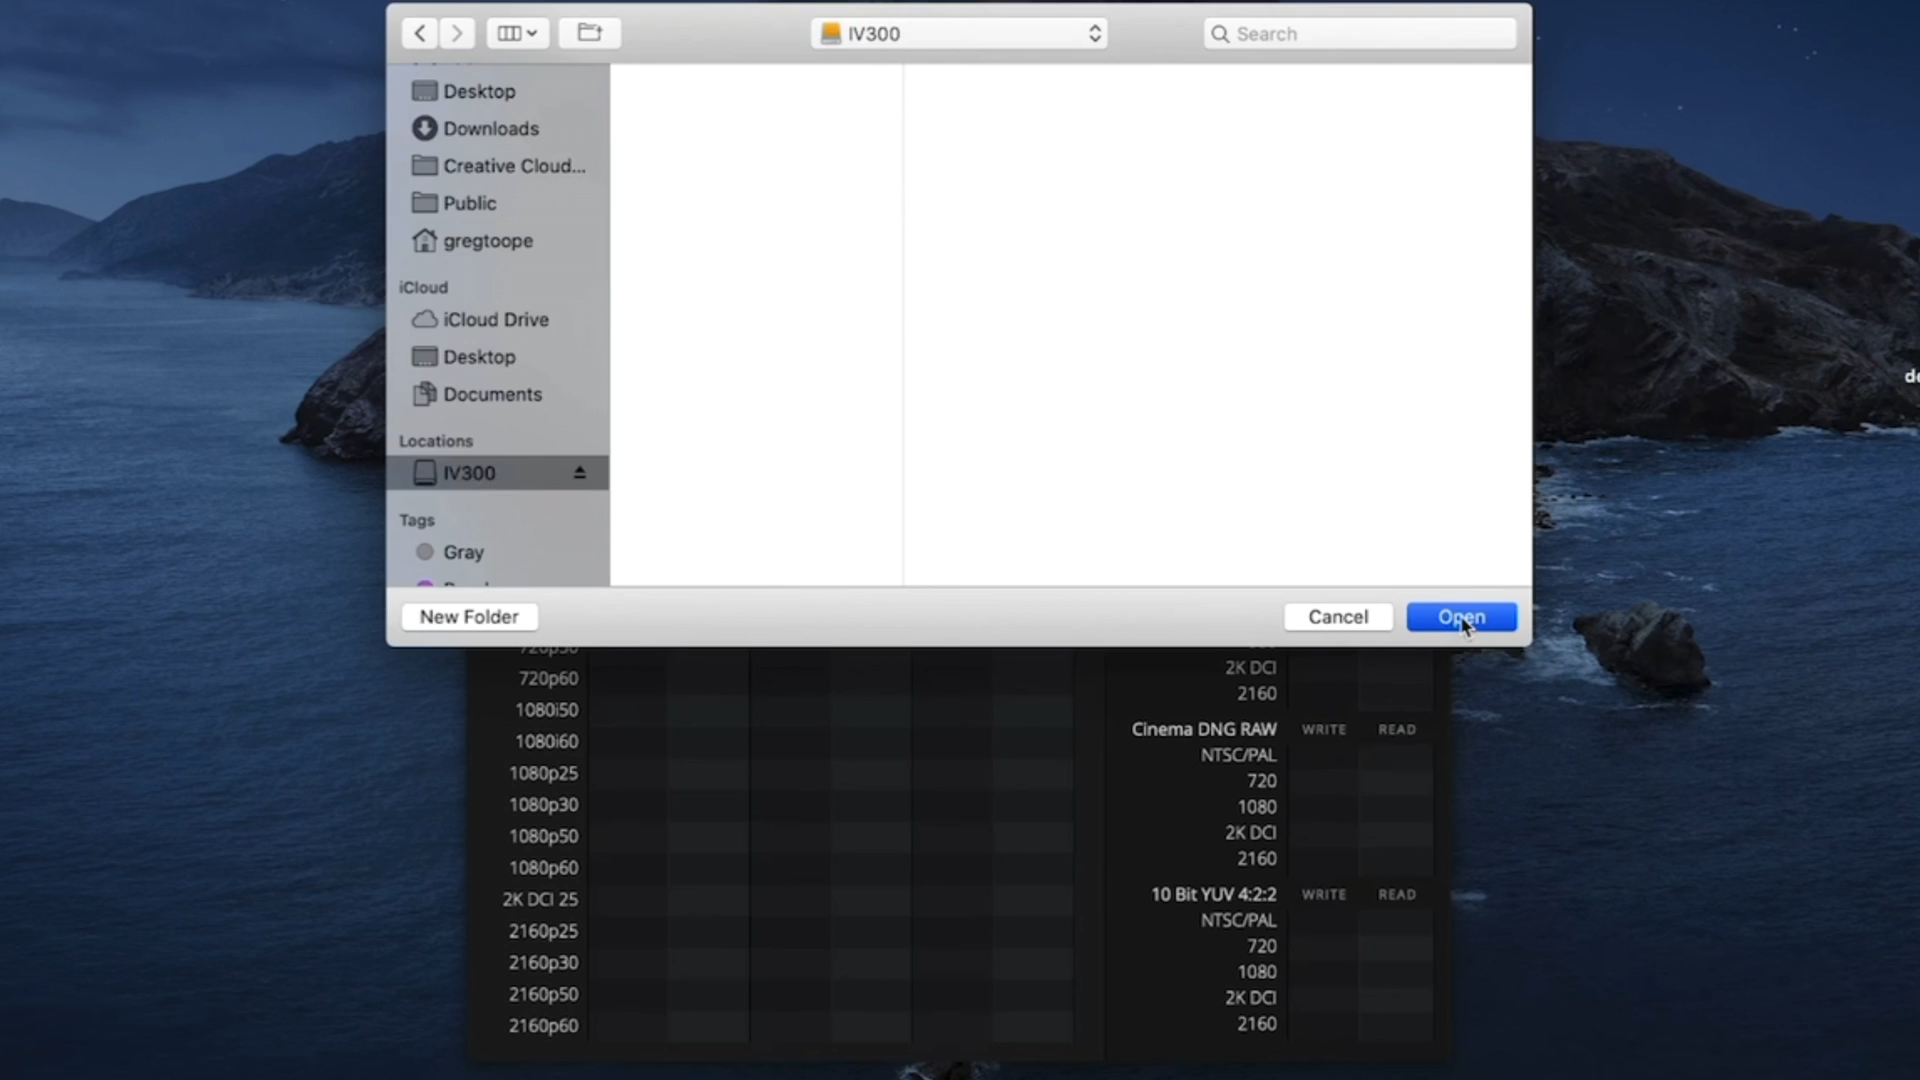 IV300
Search
Desktop
Downloads
Creative Cloud...
Public
gregtoope
iCloud
iCloud Drive
Desktop
Documents
Locations
IV300
Tags
Gray
New Folder
Cancel
Open
720p60
1080i50
1080i60
1080p25
1080p30
1080p50
1080p60
2K DCI 25
2160p25
2160p30
2160p50
2160p60
2K DCI
2160
Cinema DNG RAW WRITE READ
NTSC/PAL
720
1080
2K DCI
2160
10 Bit YUV 4:2:2 WRITE READ
NTSC/PAL
720
1080
2K DCI
2160